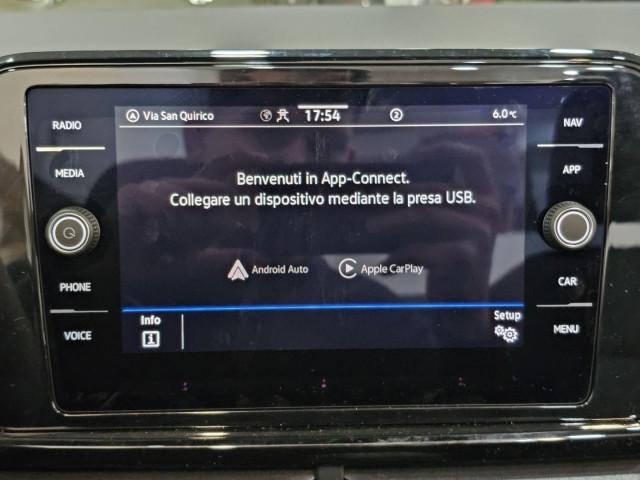 Via San Quirico 17:54 2 6.0 °C
RADIO
MEDIA
PHONE
VOICE
Benvenuti in App-Connect.
Collegare un dispositivo mediante la presa USB.
Android Auto Apple CarPlay
Info
i
Setup
NAV
APP
CAR
MENU